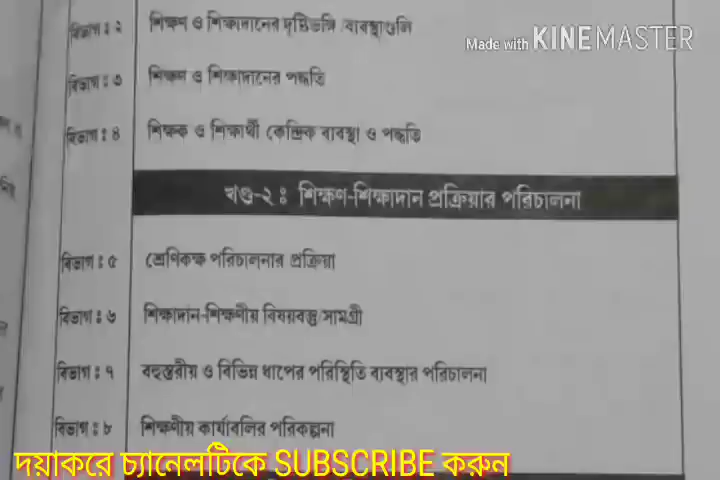 বিভাগ : ২ শিক্ষণ ও শিক্ষাদানের দৃষ্টিভঙ্গি/ব্যবস্থাগুলি
Made with KINEMASTER
বিভাগ : ৩ শিক্ষণ ও শিক্ষাদানের পদ্ধতি
বিভাগ : ৪ শিক্ষক ও শিক্ষার্থী কেন্দ্রিক ব্যবস্থা ও পদ্ধতি
খণ্ড-২ : শিক্ষণ-শিক্ষাদান প্রক্রিয়ার পরিচালনা
বিভাগ : ৫ শ্রেণিকক্ষ পরিচালনার প্রক্রিয়া
বিভাগ : ৬ শিক্ষাদান-শিক্ষণীয় বিষয়বস্তু/সামগ্রী
বিভাগ : ৭ বহুস্তরীয় ও বিভিন্ন ধাপের পরিস্থিতি ব্যবস্থার পরিচালনা
বিভাগ : ৮ শিক্ষণীয় কার্যাবলির পরিকল্পনা
দয়াকরে চ্যানেলটিকে SUBSCRIBE করুন